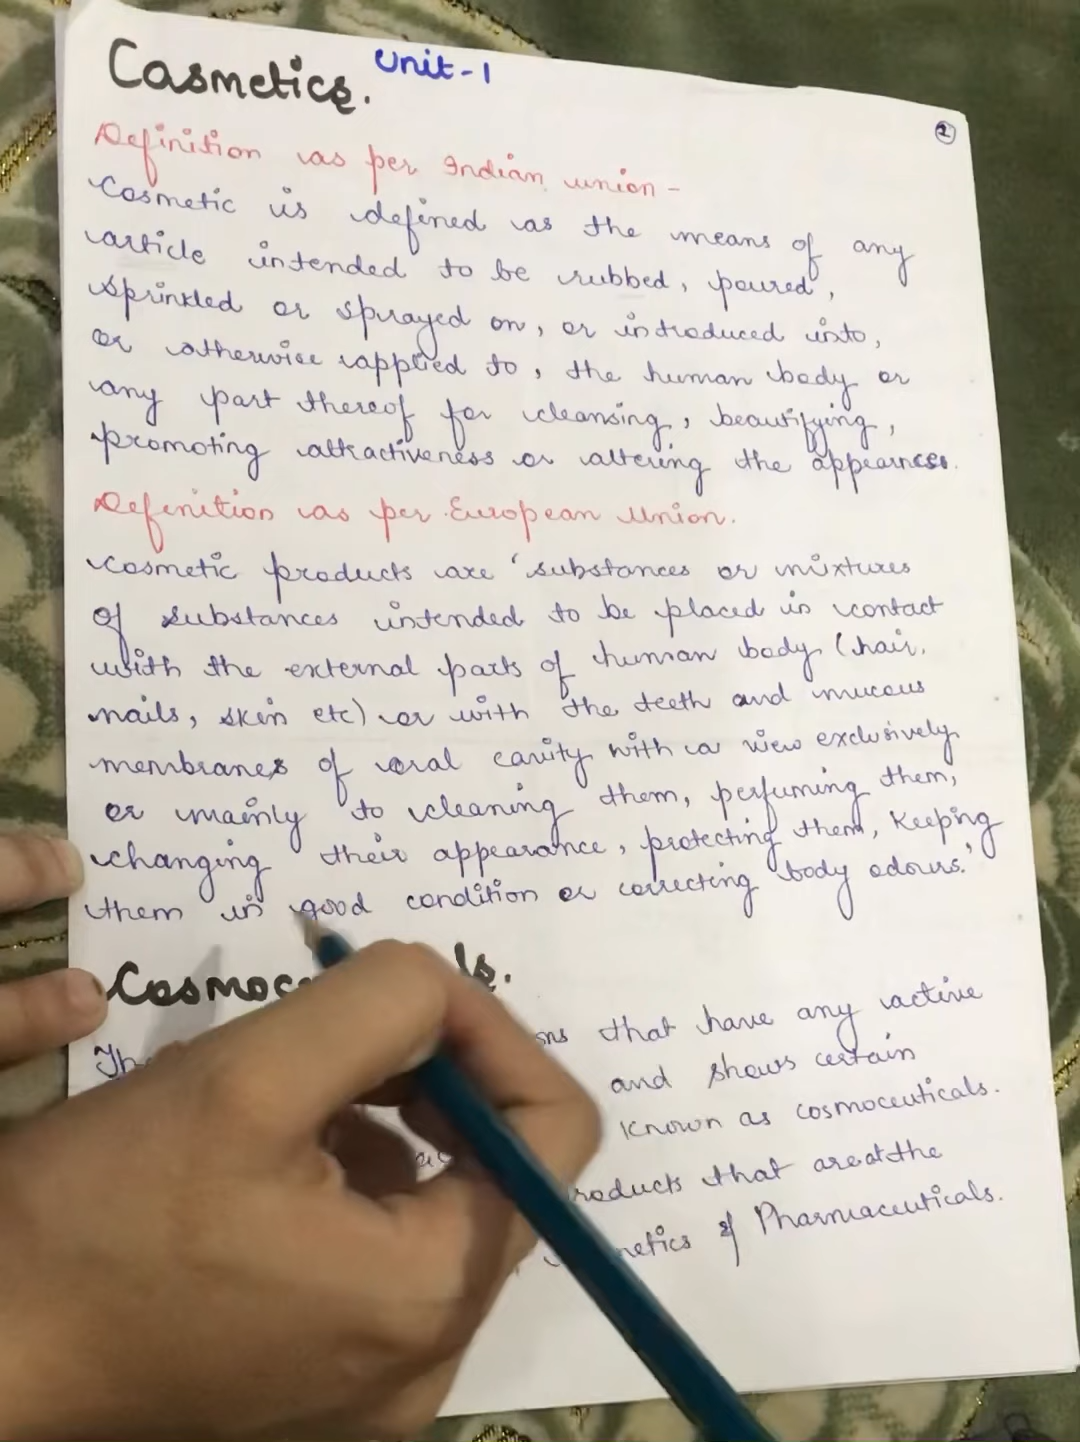 Cosmetics. Unit-1
2
Definition as per Indian union -
Cosmetic is defined as the means of any
article intended to be rubbed, poured,
sprinkled or sprayed on, or introduced into,
or otherwise applied to, the human body or
any part thereof for cleansing, beautifying,
promoting attractiveness or altering the
Definition as per European Union.
Cosmetic products are 'substances or mixtures
of substances intended to be placed in contact
with the external parts of human body (hair,
nails, skin etc) or with the teeth and mucous
membranes of oral cavity with a view exclusively
or mainly to cleaning them, perfuming them,
changing their appearance, protecting them, keeping
them in good condition or correcting body odours.'
that have any active
and shows certain
known as cosmoceuticals.
that are at the
& Pharmaceuticals.